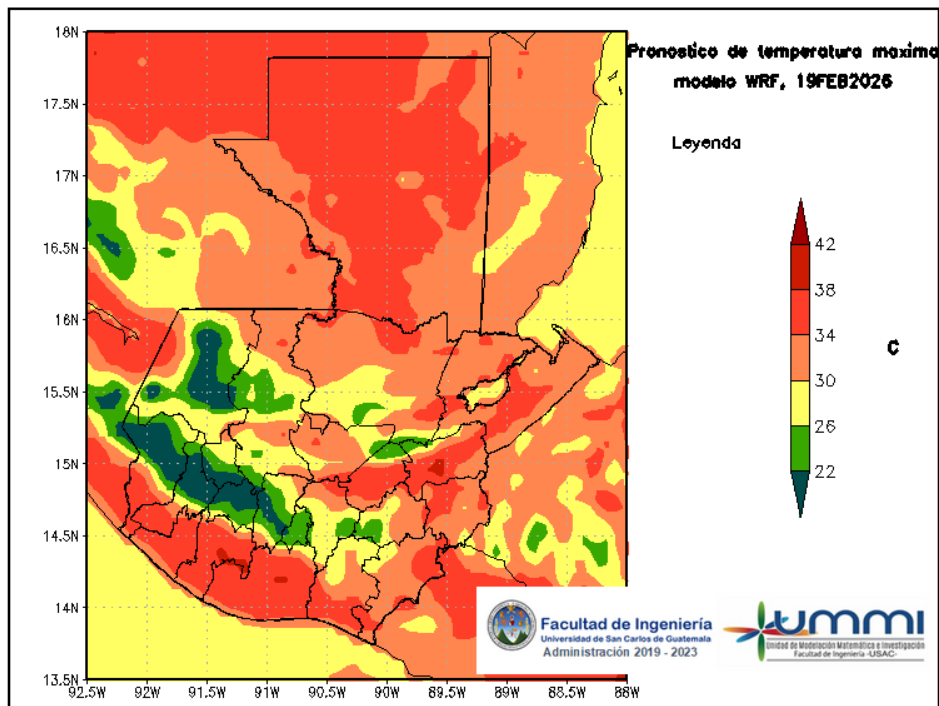 Pronostico de temperatura maxima
modelo WRF, 19FEB2026
Leyenda
42
38
34
30
26
22
C
18N
17.5N
17N
16.5N
16N
15.5N
15N
14.5N
14N
13.5N
92.5W
92W
91.5W
91W
90.5W
90W
89.5W
89W
88.5W
88W
Facultad de Ingeniería
Universidad de San Carlos de Guatemala
Administración 2019 - 2023
UMMI
Unidad de Modelación Matemática e Investigación
Facultad de Ingeniería -USAC-